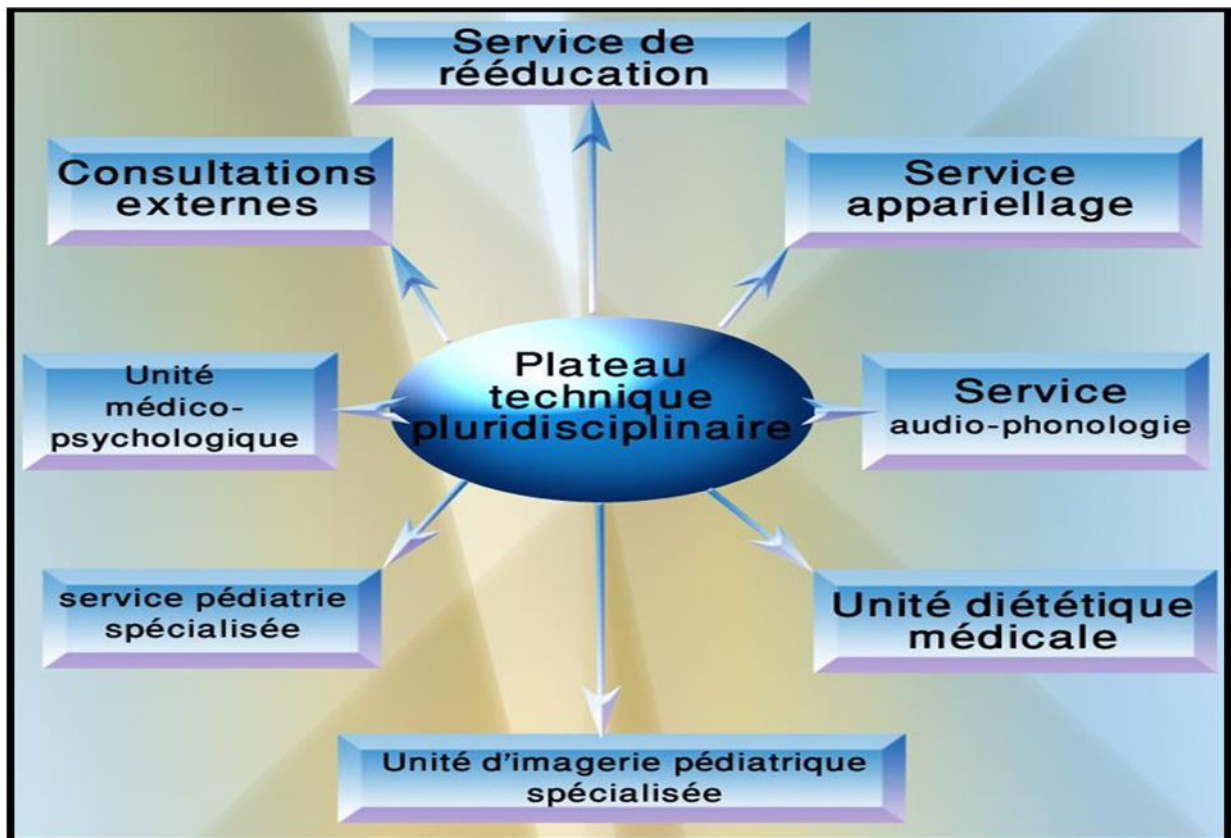 Service de
rééducation
Consultations
externes
Service
appariellage
Plateau
technique
pluridisciplinaire
Unité
médico-
psychologique
Service
audio-phonologie
service pédiatrie
spécialisée
Unité diététique
médicale
Unité d'imagerie pédiatrique
spécialisée